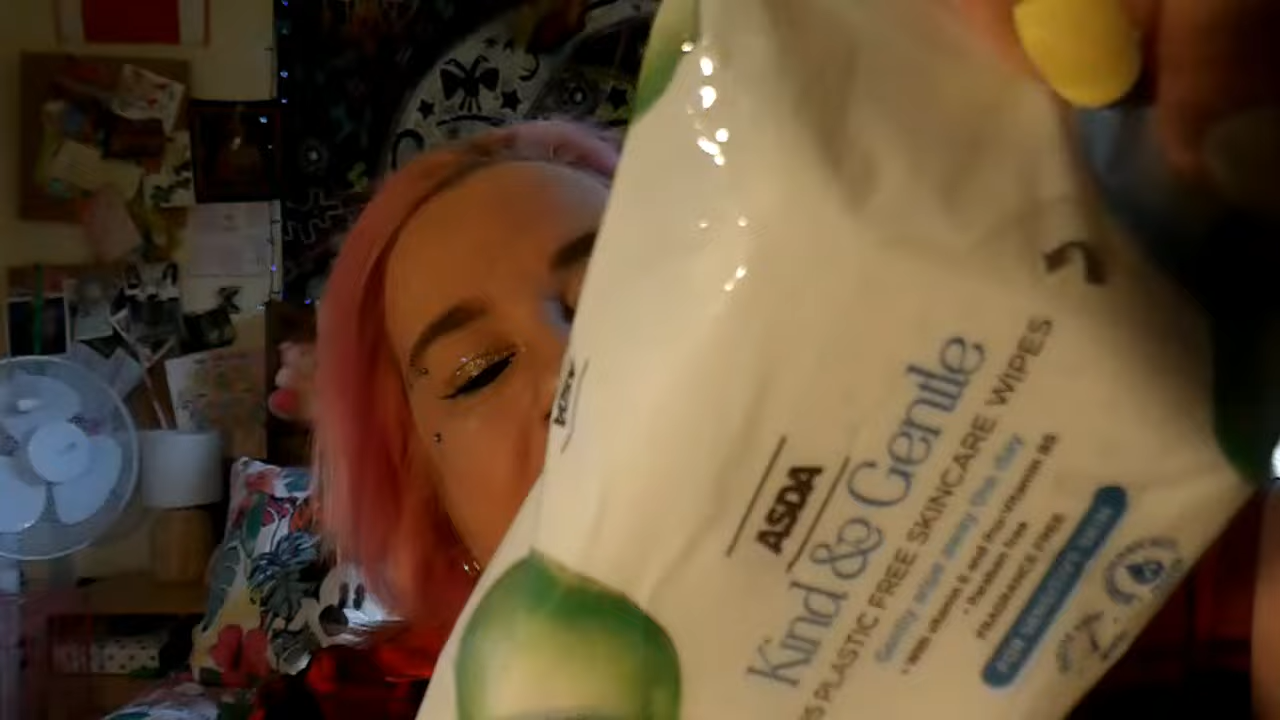 ASDA
Kind & Gentle
PLASTIC FREE SKINCARE WIPES
Gently wipe away the day
• With Vitamin E and Pro-Vitamin B5
• Paraben free
FRAGRANCE FREE
FOR SENSITIVE SKIN